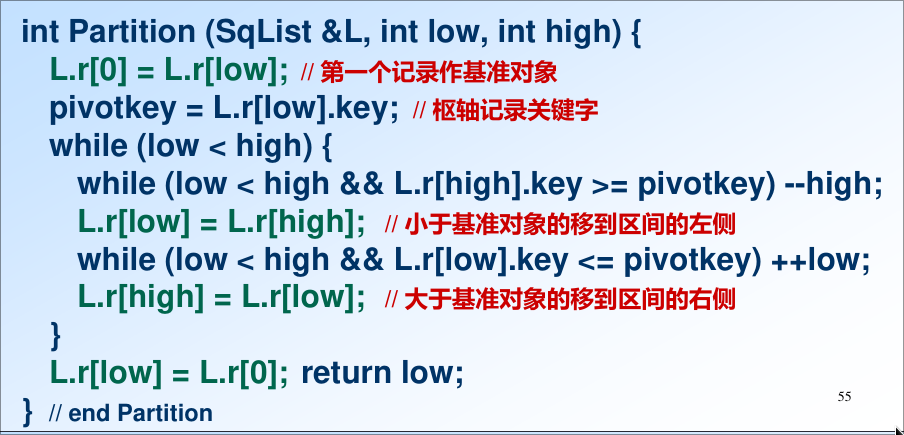 int Partition (SqList &L, int low, int high) {
L.r[0] = L.r[low]; // 第一个记录作基准对象
pivotkey = L.r[low].key; // 枢轴记录关键字
while (low < high) {
while (low < high && L.r[high].key >= pivotkey) --high;
L.r[low] = L.r[high]; // 小于基准对象的移到区间的左侧
while (low < high && L.r[low].key <= pivotkey) ++low;
L.r[high] = L.r[low]; // 大于基准对象的移到区间的右侧
}
L.r[low] = L.r[0]; return low;
55
} // end Partition